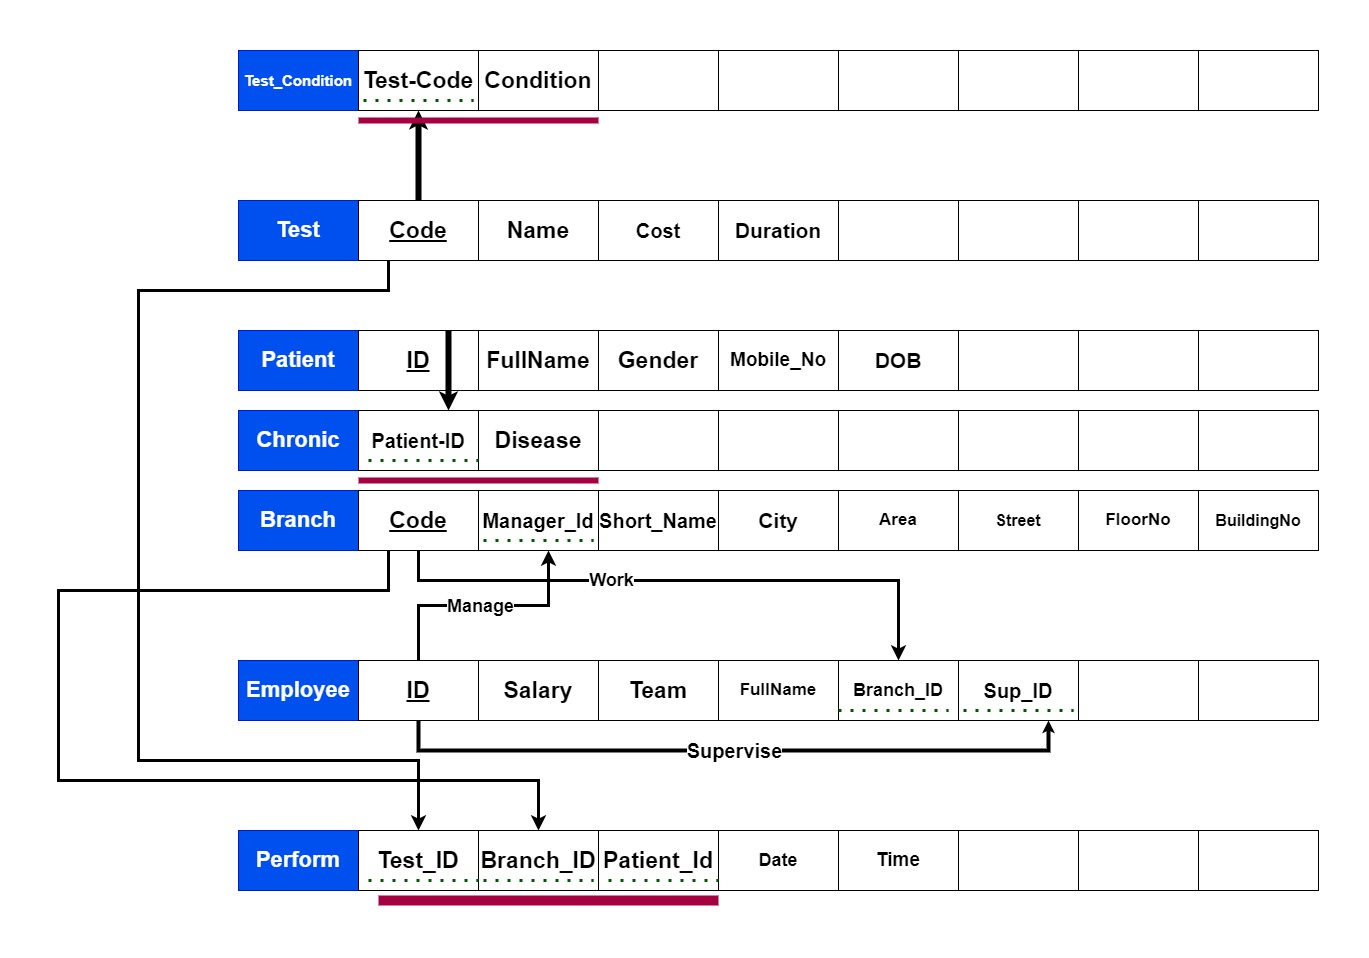 Test_Condition Test-Code Condition
Test Code Name Cost Duration
Patient ID FullName Gender Mobile_No DOB
Chronic Patient-ID Disease
Branch Code Manager_Id Short_Name City Area Street FloorNo BuildingNo
Work
Manage
Employee ID Salary Team FullName Branch_ID Sup_ID
Supervise
Perform Test_ID Branch_ID Patient_Id Date Time